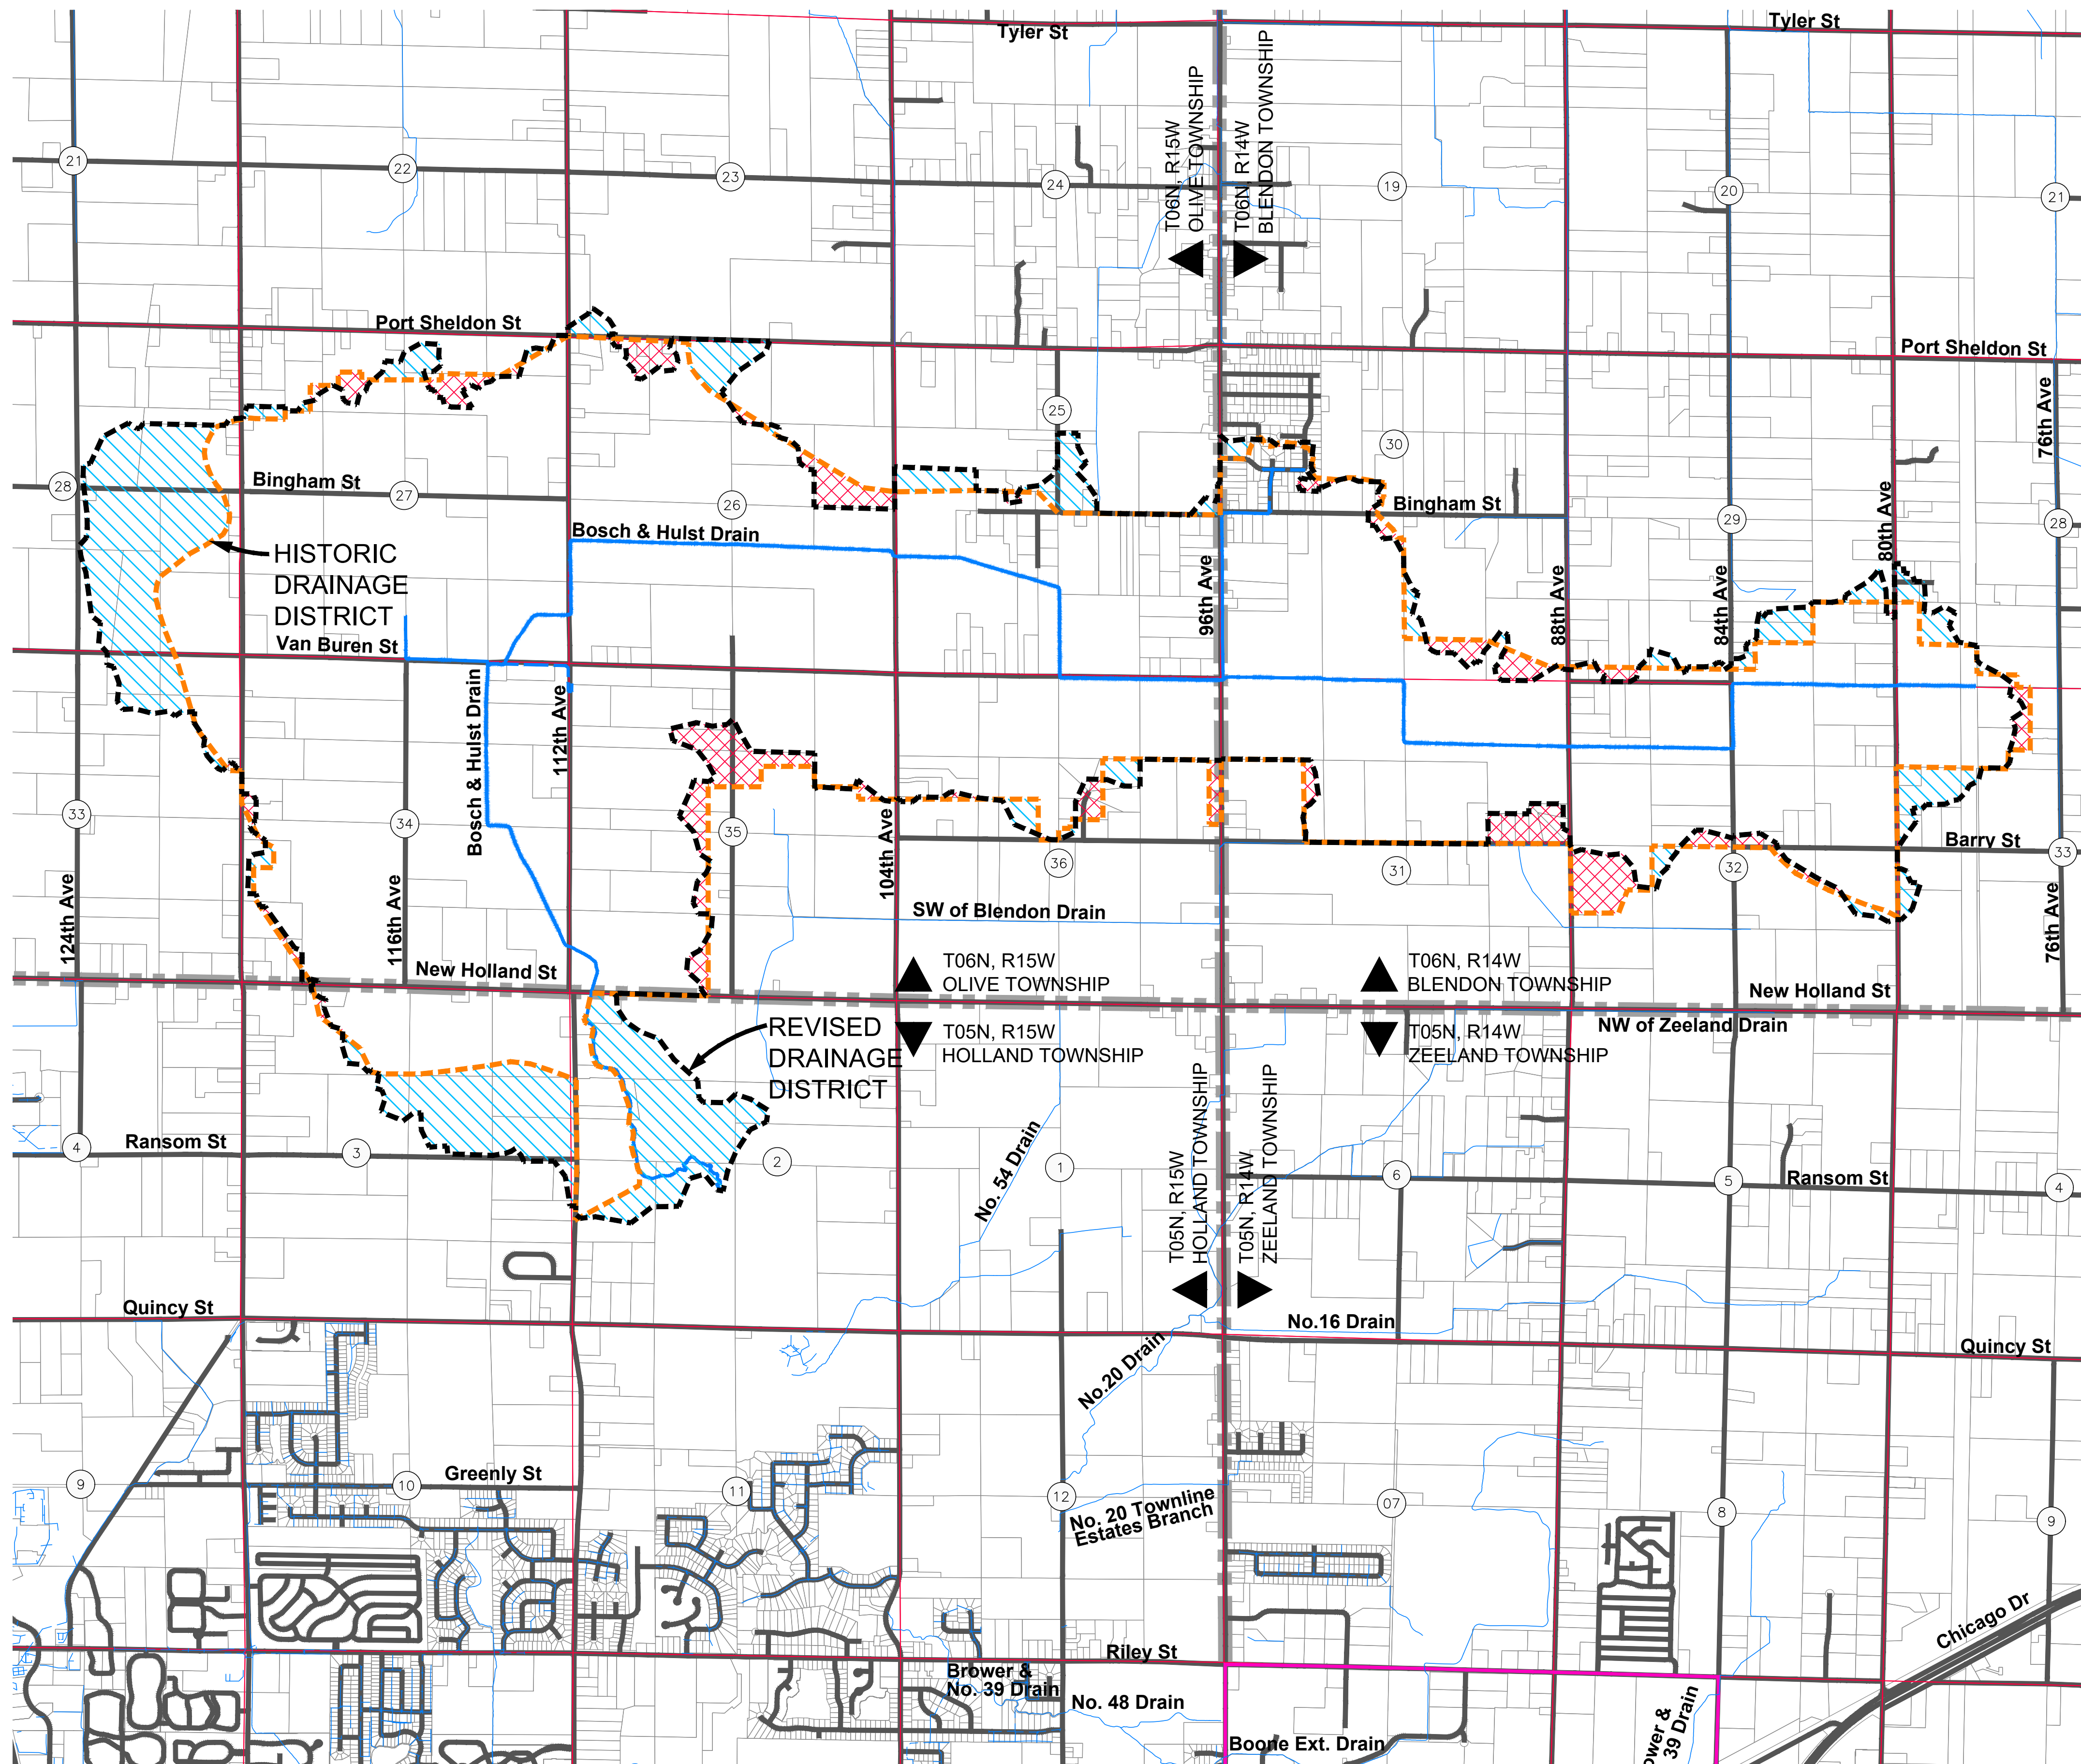 Tyler St
Tyler St
T06N, R15W
OLIVE TOWNSHIP
T06N, R14W
BLENDON TOWNSHIP
21
22
23
24
19
20
21
Port Sheldon St
Port Sheldon St
76th Ave
25
30
28
Bingham St
27
26
Bingham St
29
28
80th Ave
Bosch & Hulst Drain
HISTORIC
DRAINAGE
DISTRICT
96th Ave
88th Ave
84th Ave
Van Buren St
Bosch & Hulst Drain
112th Ave
33
34
35
104th Ave
36
31
32
Barry St
33
124th Ave
116th Ave
SW of Blendon Drain
76th Ave
New Holland St
T06N, R15W
OLIVE TOWNSHIP
T06N, R14W
BLENDON TOWNSHIP
New Holland St
REVISED
DRAINAGE
DISTRICT
T05N, R15W
HOLLAND TOWNSHIP
NW of Zeeland Drain
T05N, R14W
ZEELAND TOWNSHIP
T05N, R15W
HOLLAND TOWNSHIP
T05N, R14W
ZEELAND TOWNSHIP
4
Ransom St
3
2
No. 54 Drain
1
6
5
Ransom St
4
Quincy St
No.16 Drain
No.20 Drain
Quincy St
9
Greenly St
10
11
12
No. 20 Townline
Estates Branch
07
8
9
Chicago Dr
Riley St
Brower &
No. 39 Drain
No. 48 Drain
Boone Ext. Drain
ower &
39 Drain